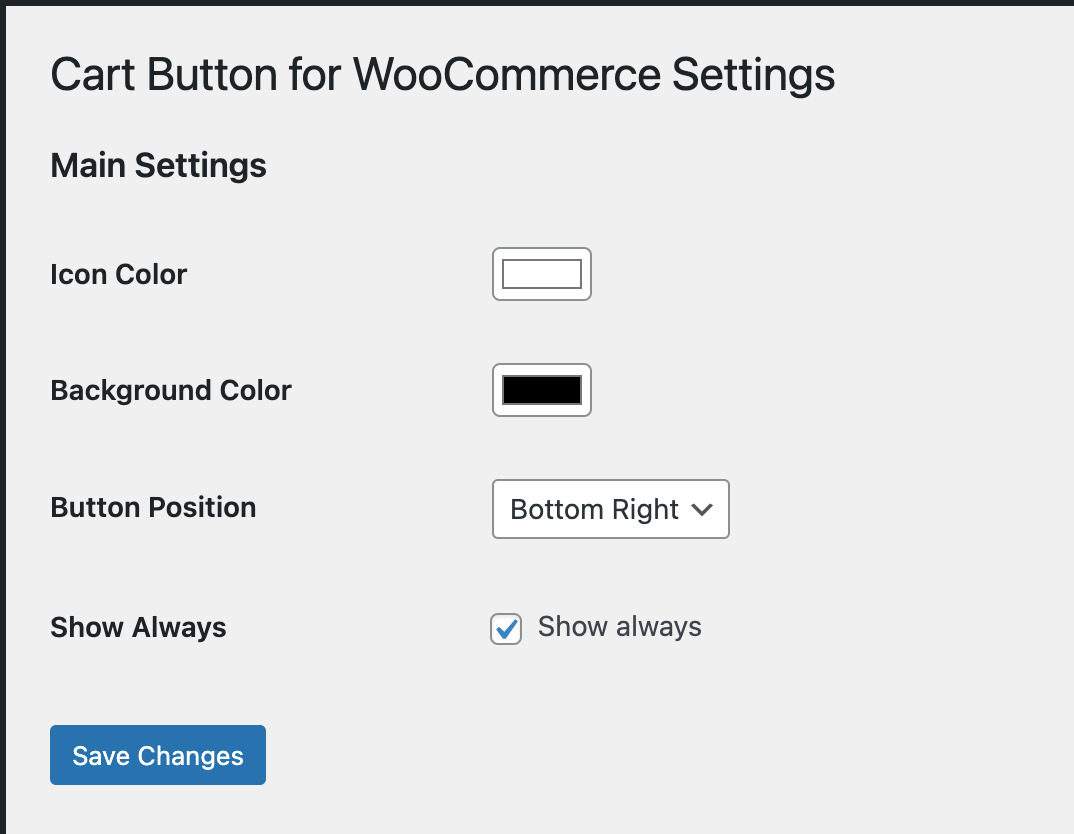 Cart Button for WooCommerce Settings
Main Settings
Icon Color
Background Color
Button Position
Bottom Right
Show Always
Show always
Save Changes